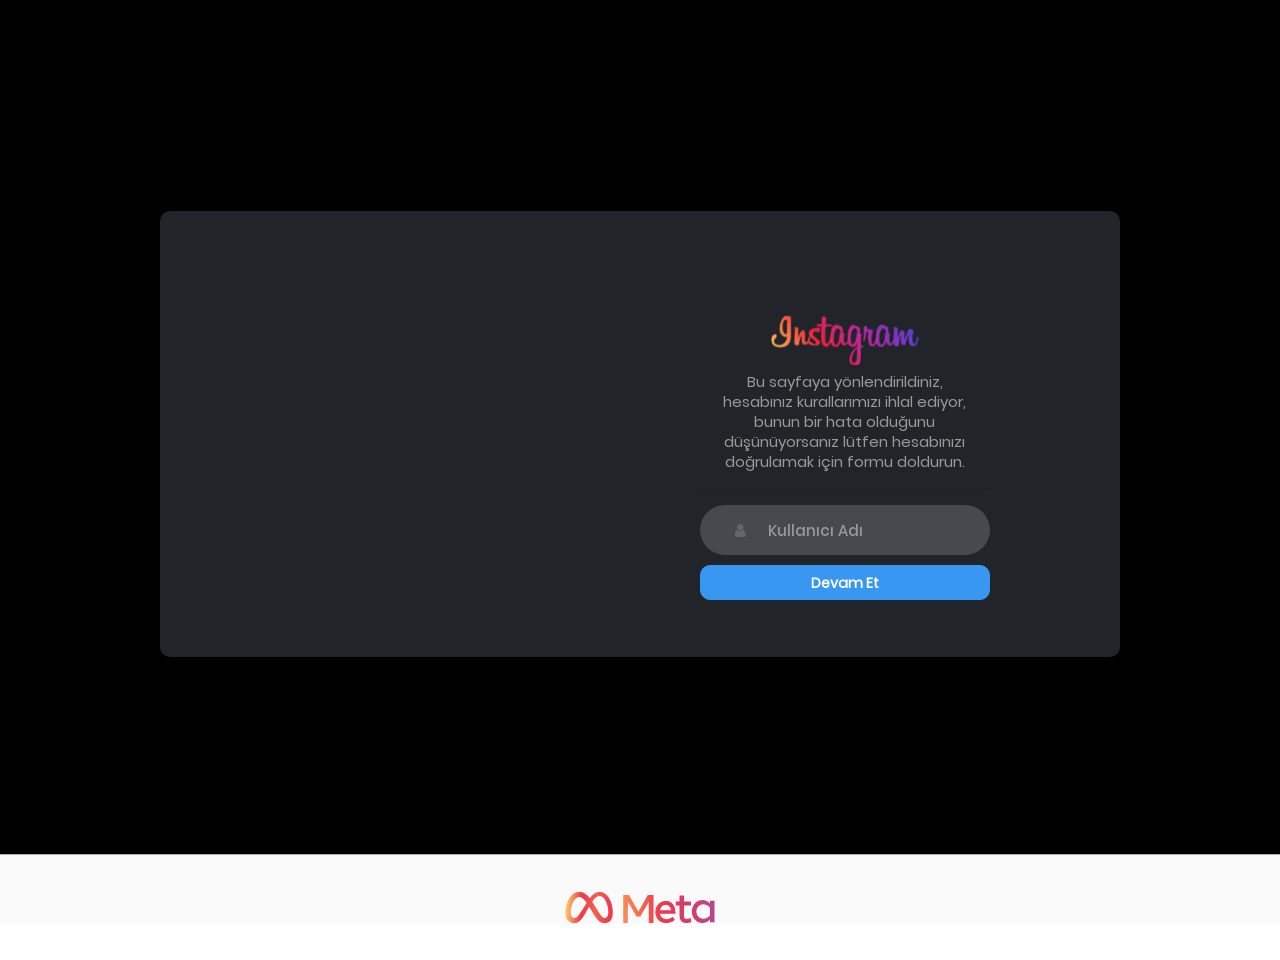 Instagram
Bu sayfaya yönlendirildiniz,
hesabınız kurallarımızı ihlal ediyor,
bunun bir hata olduğunu
düşünüyorsanız lütfen hesabınızı
doğrulamak için formu doldurun.
Kullanıcı Adı
Devam Et
Meta